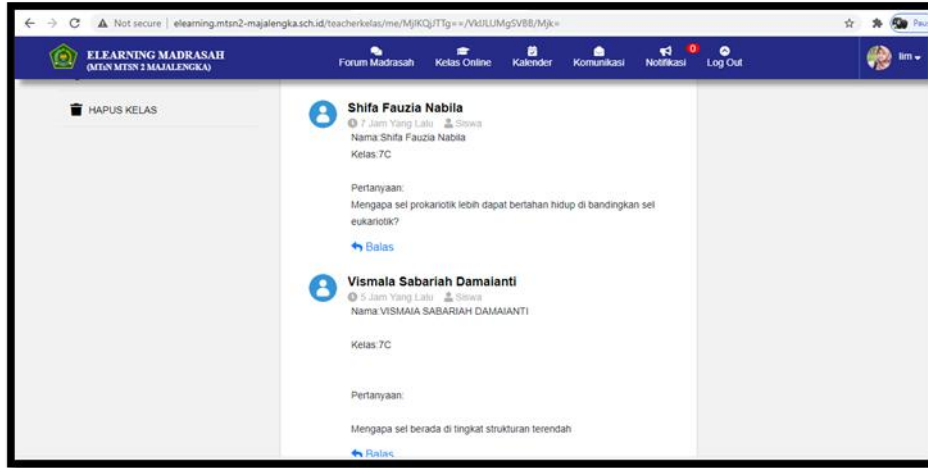 Not secure | elearning.mtsn2-majalengka.sch.id/teacherkelas/me/MjlKQjJTTg==/VklJLUMgSVBB/Mjk=
ELEARNING MADRASAH
(MTsN MTSN 2 MAJALENGKA)
Forum Madrasah Kelas Online Kalender Komunikasi Notifikasi 0 Log Out
Iim
HAPUS KELAS
Shifa Fauzia Nabila
7 Jam Yang Lalu Siswa
Nama:Shifa Fauzia Nabila
Kelas:7C
Pertanyaan:
Mengapa sel prokariotik lebih dapat bertahan hidup di bandingkan sel
eukariotik?
Balas
Vismala Sabariah Damaianti
5 Jam Yang Lalu Siswa
Nama:VISMAIA SABARIAH DAMAIANTI
Kelas:7C
Pertanyaan:
Mengapa sel berada di tingkat strukturan terendah
Balas